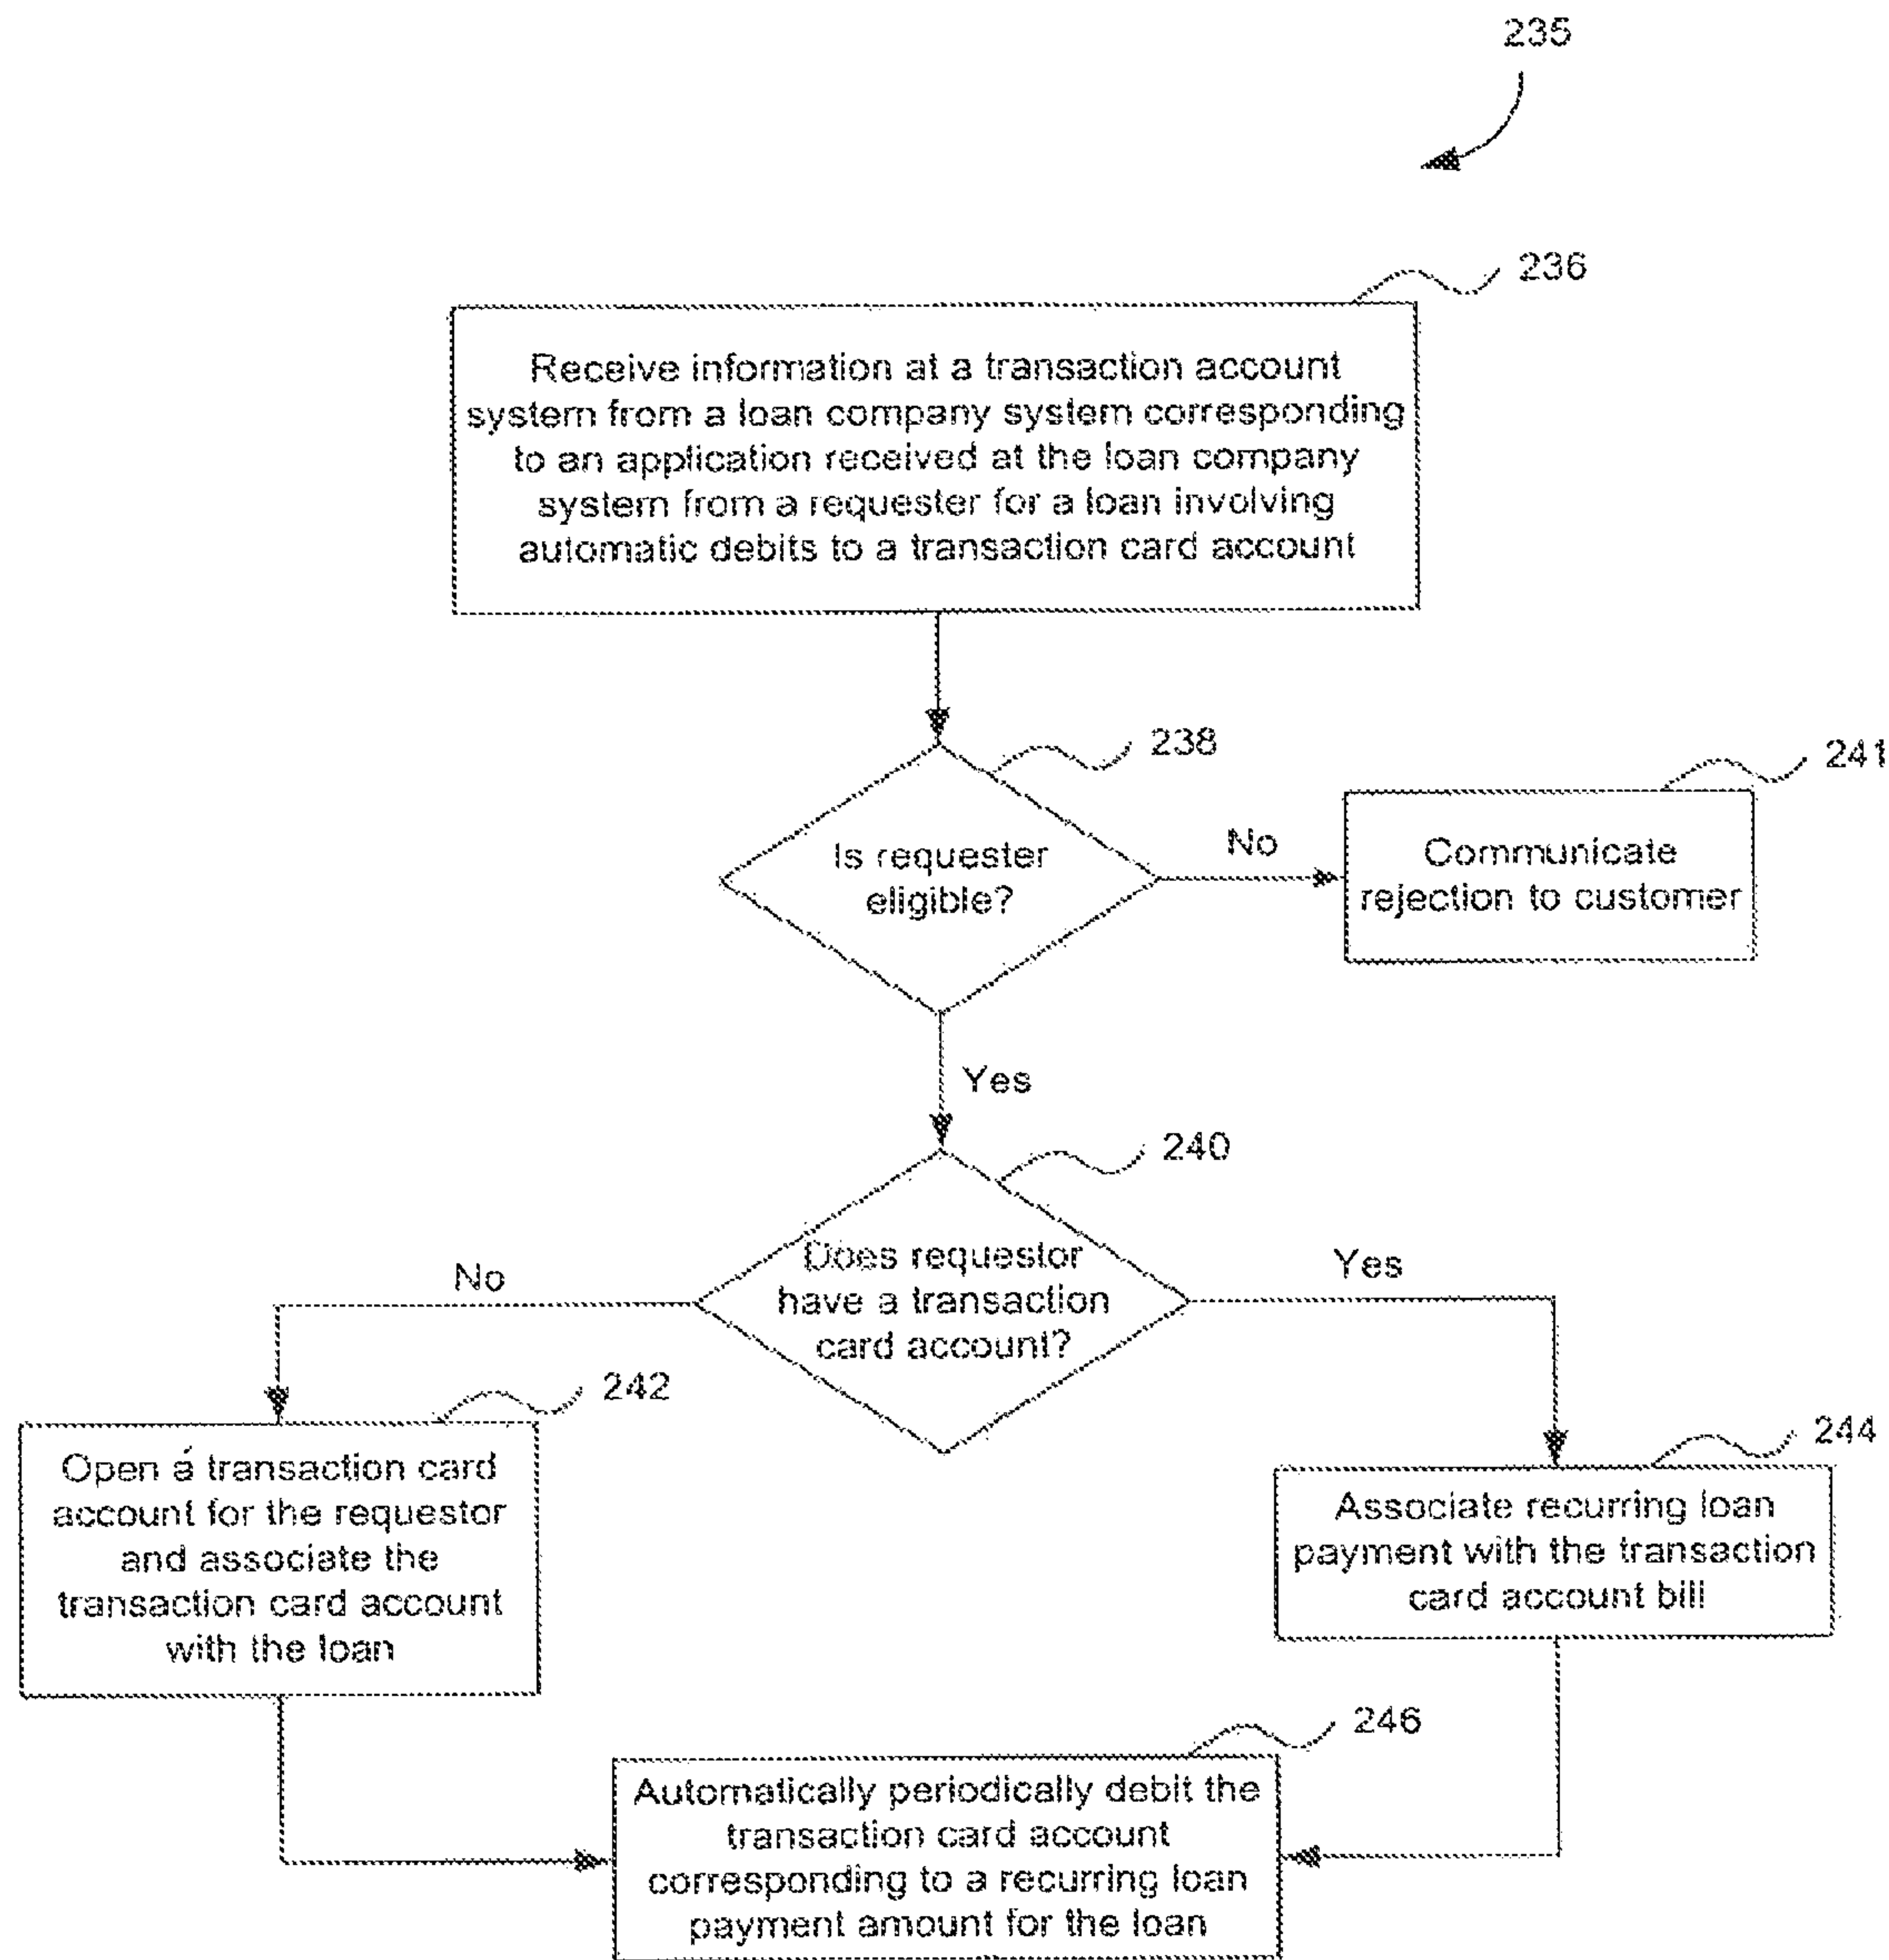 235
236
Receive information at a transaction account
system from a loan company system corresponding
to an application received at the loan company
system from a requester for a loan involving
automatic debits to a transaction card account
238
241
Is requester
eligible?
No
Communicate
rejection to customer
Yes
240
Does requestor
have a transaction
card account?
No
Yes
242
244
Open a transaction card
account for the requestor
and associate the
transaction card account
with the loan
Associate recurring loan
payment with the transaction
card account bill
246
Automatically periodically debit the
transaction card account
corresponding to a recurring loan
payment amount for the loan